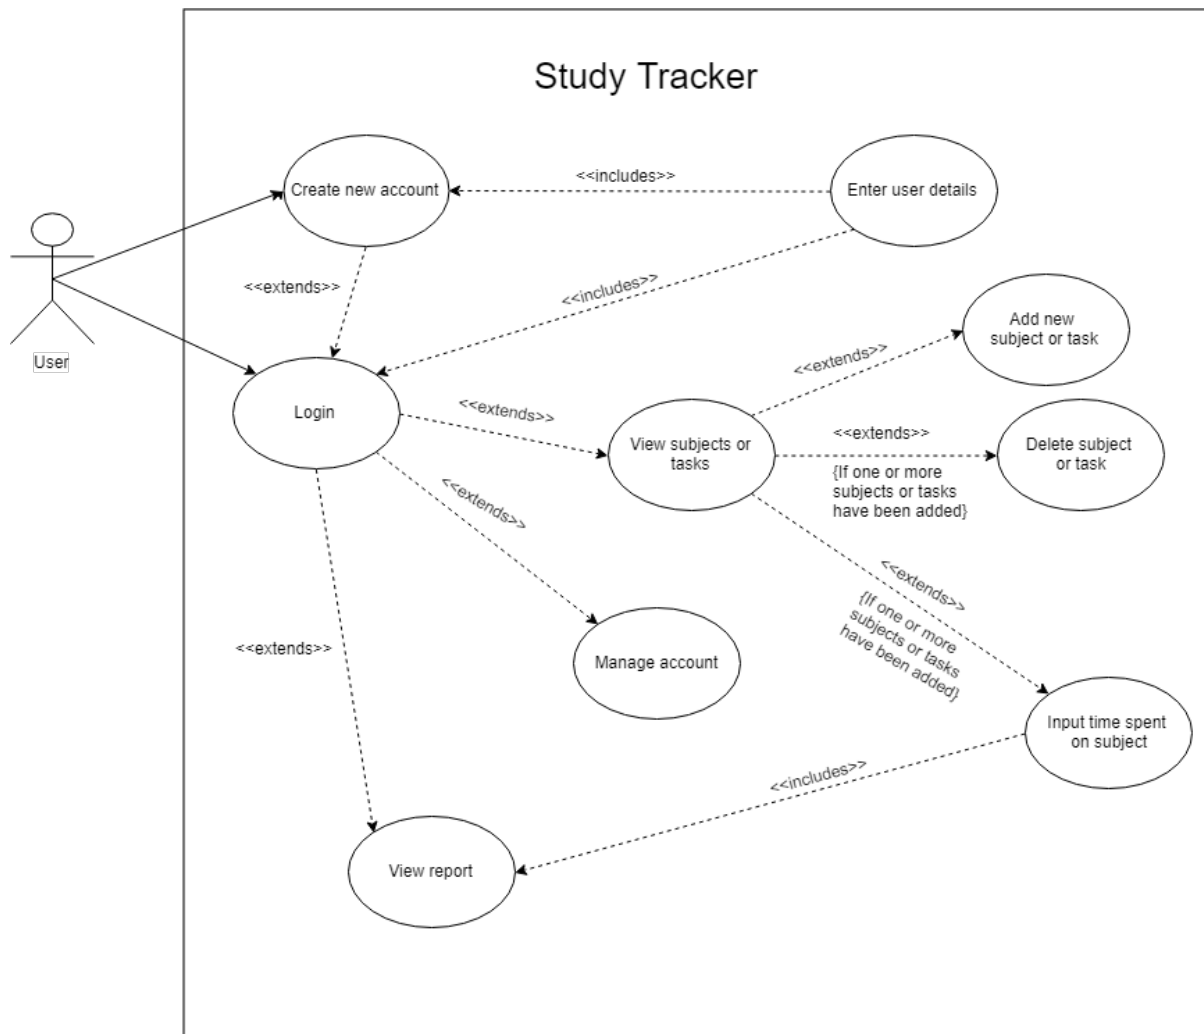 Study Tracker
Create new account
<<includes>>
Enter user details
<<extends>>
<<includes>>
User
Login
<<extends>>
View subjects or
tasks
<<extends>>
Add new
subject or task
<<extends>>
{If one or more
subjects or tasks
have been added}
Delete subject
or task
<<extends>>
Manage account
<<extends>>
{If one or more
subjects or tasks
have been added}
Input time spent
on subject
<<extends>>
<<includes>>
View report